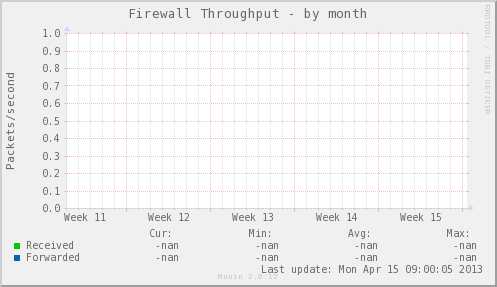 Firewall Throughput - by month
RRDTOOL / TOBI OETIKER
Packets/second
1.0
0.9
0.8
0.7
0.6
0.5
0.4
0.3
0.2
0.1
0.0
Week 11 Week 12 Week 13 Week 14 Week 15
Cur: Min: Avg: Max:
Received -nan -nan -nan -nan
Forwarded -nan -nan -nan -nan
Last update: Mon Apr 15 09:00:05 2013
Munin 2.0.12